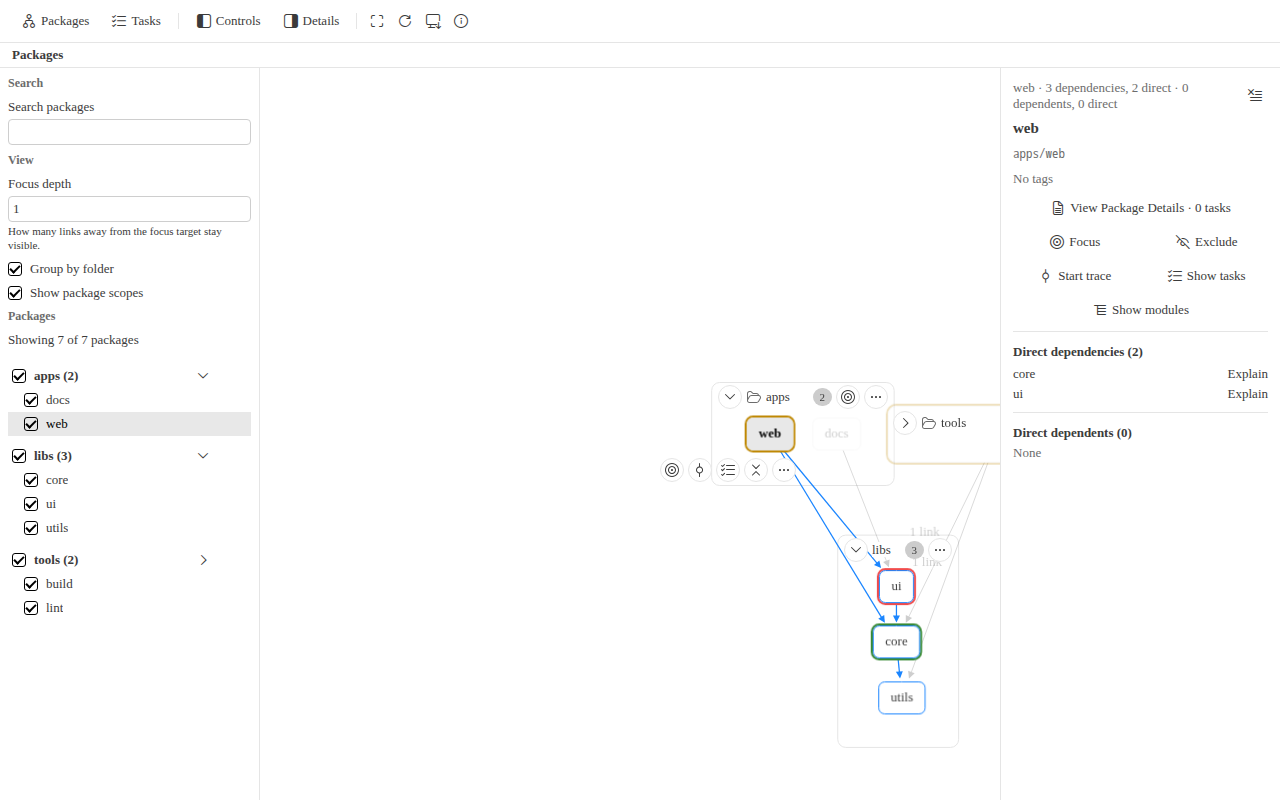 Packages
Tasks
Controls
Details
Packages
Search
Search packages
View
Focus depth
1
How many links away from the focus target stay
visible.
Group by folder
Show package scopes
Packages
Showing 7 of 7 packages
apps (2)
docs
web
libs (3)
core
ui
utils
tools (2)
build
lint
apps
2
web
docs
tools
1 link
libs
3
1 link
ui
core
utils
web · 3 dependencies, 2 direct · 0
dependents, 0 direct
web
apps/web
No tags
View Package Details · 0 tasks
Focus
Exclude
Start trace
Show tasks
Show modules
Direct dependencies (2)
core
Explain
ui
Explain
Direct dependents (0)
None